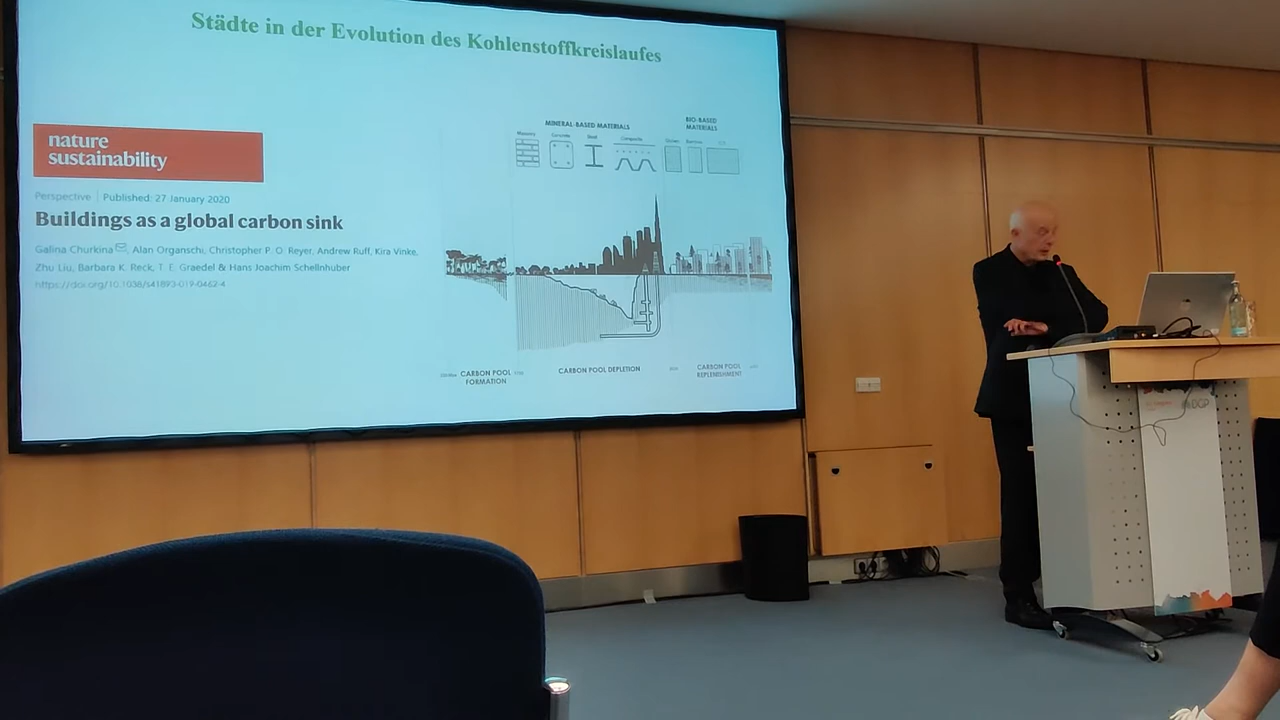 Städte in der Evolution des Kohlenstoffkreislaufes
nature
sustainability
Perspective | Published: 27 January 2020
Buildings as a global carbon sink
Galina Churkina, Alan Organschi, Christopher P. O. Reyer, Andrew Ruff, Kira Vinke,
Zhu Liu, Barbara K. Reck, T. E. Graedel & Hans Joachim Schellnhuber
https://doi.org/10.1038/s41893-019-0462-4
MINERAL-BASED MATERIALS
Masonry Concrete Steel Composite
BIO-BASED
MATERIALS
CARBON POOL
FORMATION
CARBON POOL DEPLETION
CARBON POOL
REPLENISHMENT
BGP